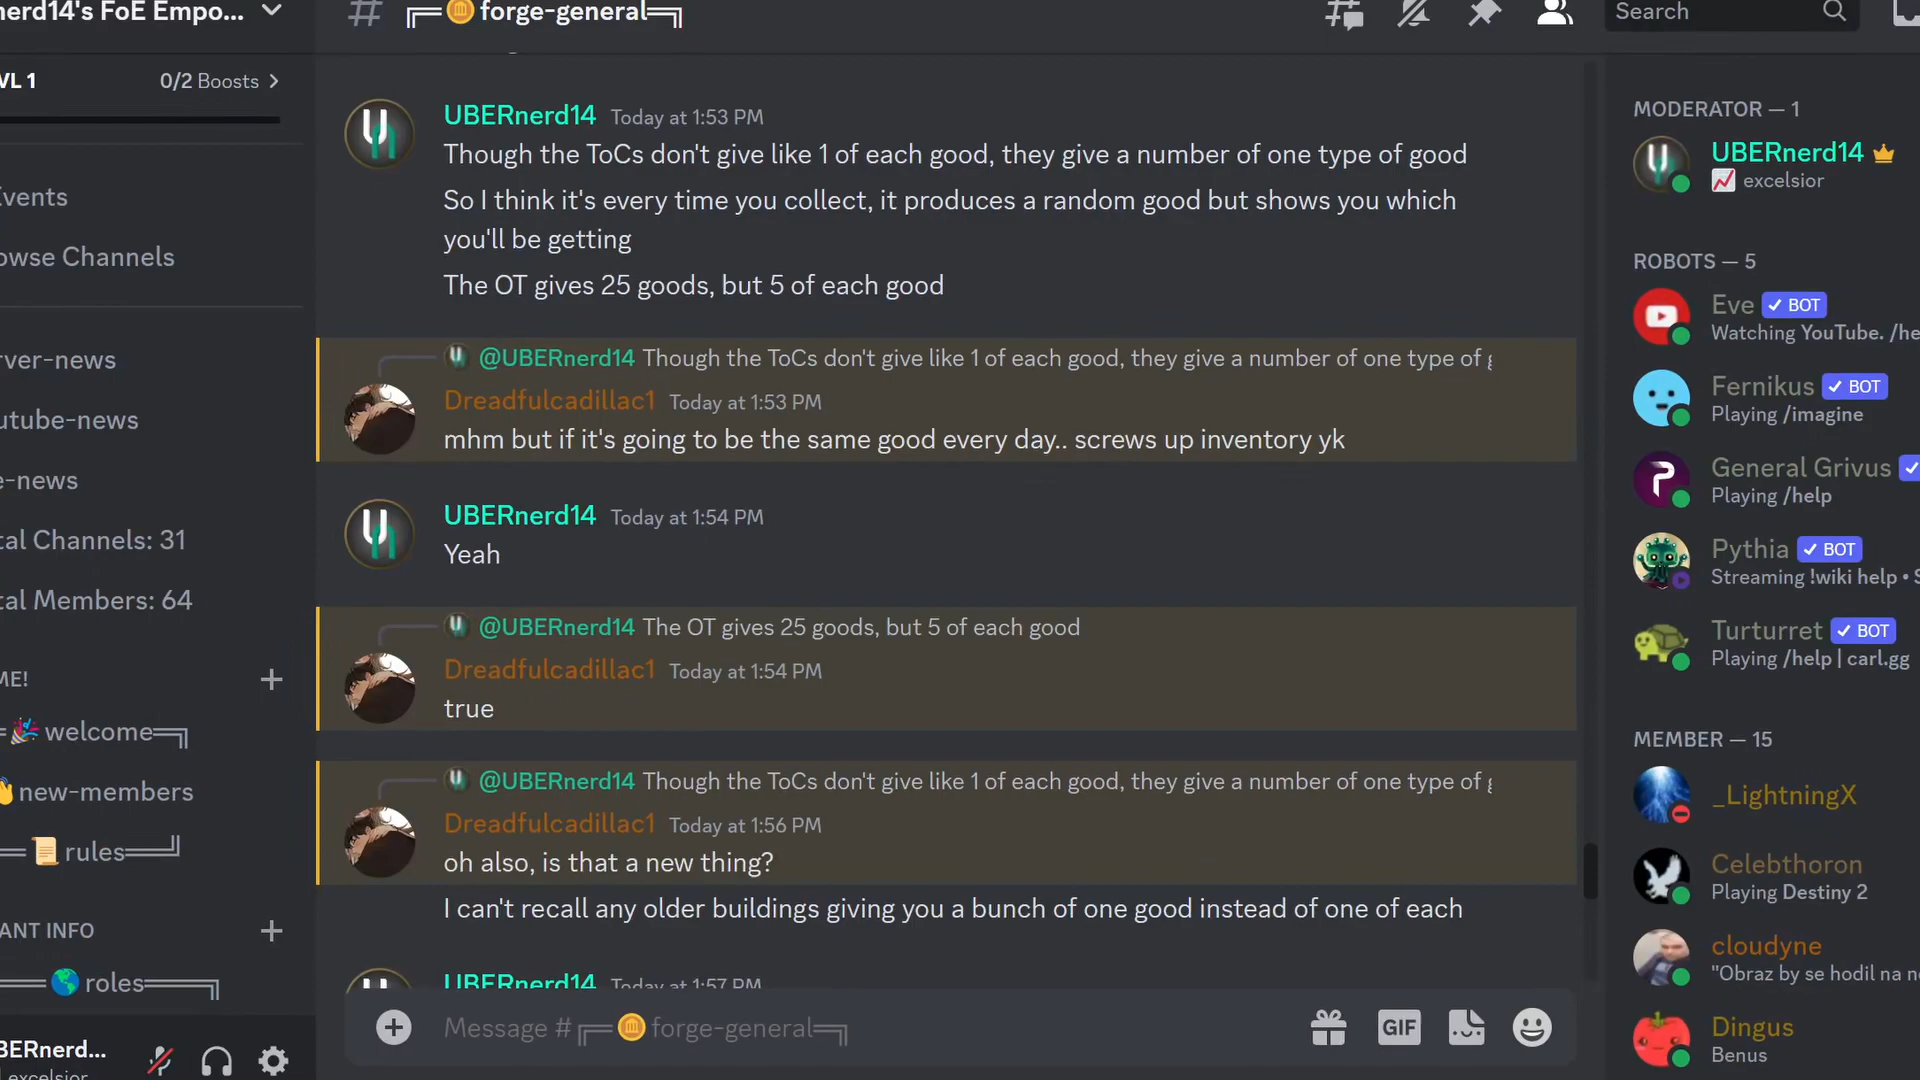 nerd14's FoE Empo...
VL 1
0/2 Boosts
Events
owse Channels
rver-news
utube-news
e-news
tal Channels: 31
tal Members: 64
ME!
welcome
new-members
rules
ANT INFO
roles
BERnerd...
excelsior
forge-general
Search
UBERnerd14 Today at 1:53 PM
Though the ToCs don't give like 1 of each good, they give a number of one type of good
So I think it's every time you collect, it produces a random good but shows you which
you'll be getting
The OT gives 25 goods, but 5 of each good
@UBERnerd14 Though the ToCs don't give like 1 of each good, they give a number of one type of g
Dreadfulcadillac1 Today at 1:53 PM
mhm but if it's going to be the same good every day.. screws up inventory yk
UBERnerd14 Today at 1:54 PM
Yeah
@UBERnerd14 The OT gives 25 goods, but 5 of each good
Dreadfulcadillac1 Today at 1:54 PM
true
@UBERnerd14 Though the ToCs don't give like 1 of each good, they give a number of one type of g
Dreadfulcadillac1 Today at 1:56 PM
oh also, is that a new thing?
I can't recall any older buildings giving you a bunch of one good instead of one of each
UBERnerd14 Today at 1:57 PM
Message # forge-general
GIF
MODERATOR — 1
UBERnerd14
excelsior
ROBOTS — 5
Eve BOT
Watching YouTube. /he
Fernikus BOT
Playing /imagine
General Grivus
Playing /help
Pythia BOT
Streaming !wiki help • S
Turturret BOT
Playing /help | carl.gg
MEMBER — 15
_LightningX
Celebthoron
Playing Destiny 2
cloudyne
"Obraz by se hodil na n
Dingus
Benus